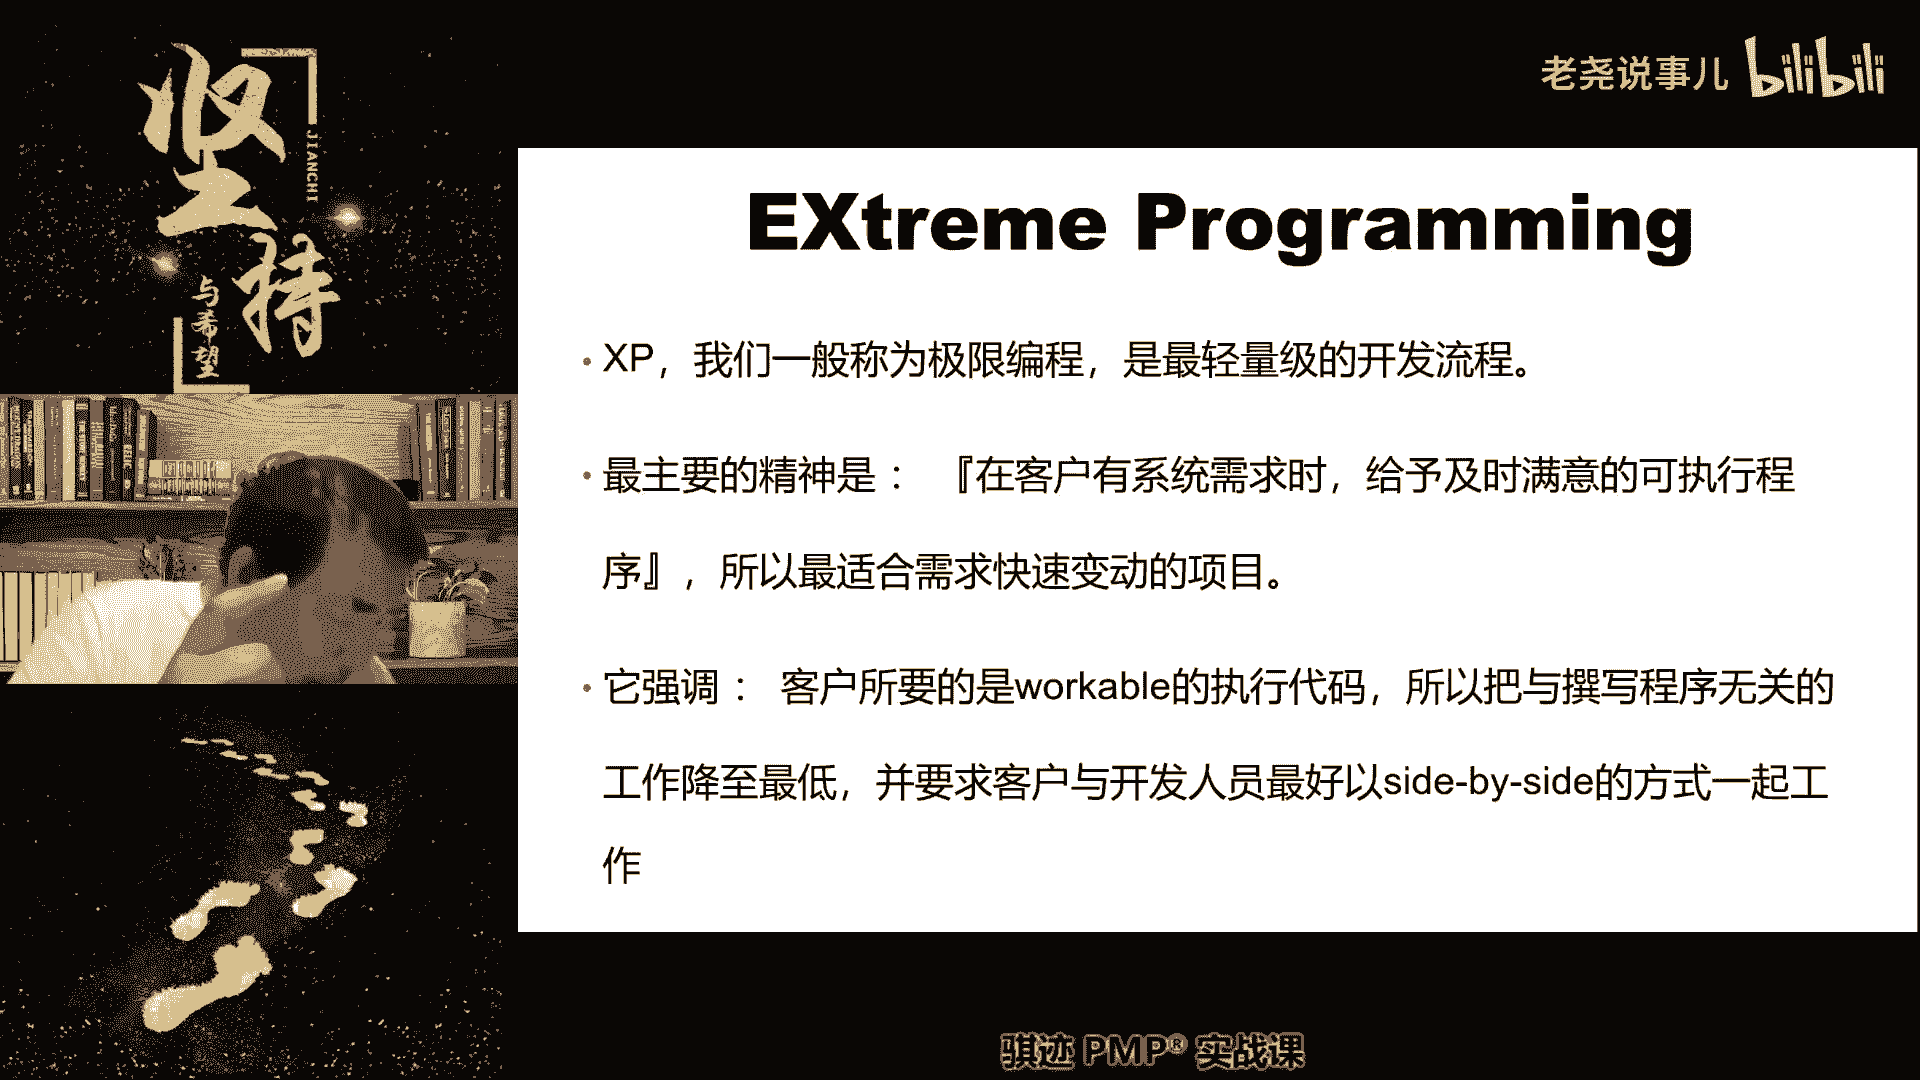 坚持
JIANCHI
与希望
老尧说事儿 bilibili
EXtreme Programming
• XP，我们一般称为极限编程，是最轻量级的开发流程。
• 最主要的精神是： 『在客户有系统需求时，给予及时满意的可执行程
序』，所以最适合需求快速变动的项目。
• 它强调： 客户所要的是workable的执行代码，所以把与撰写程序无关的
工作降至最低，并要求客户与开发人员最好以side-by-side的方式一起工
作
骐迹 PMP® 实战课